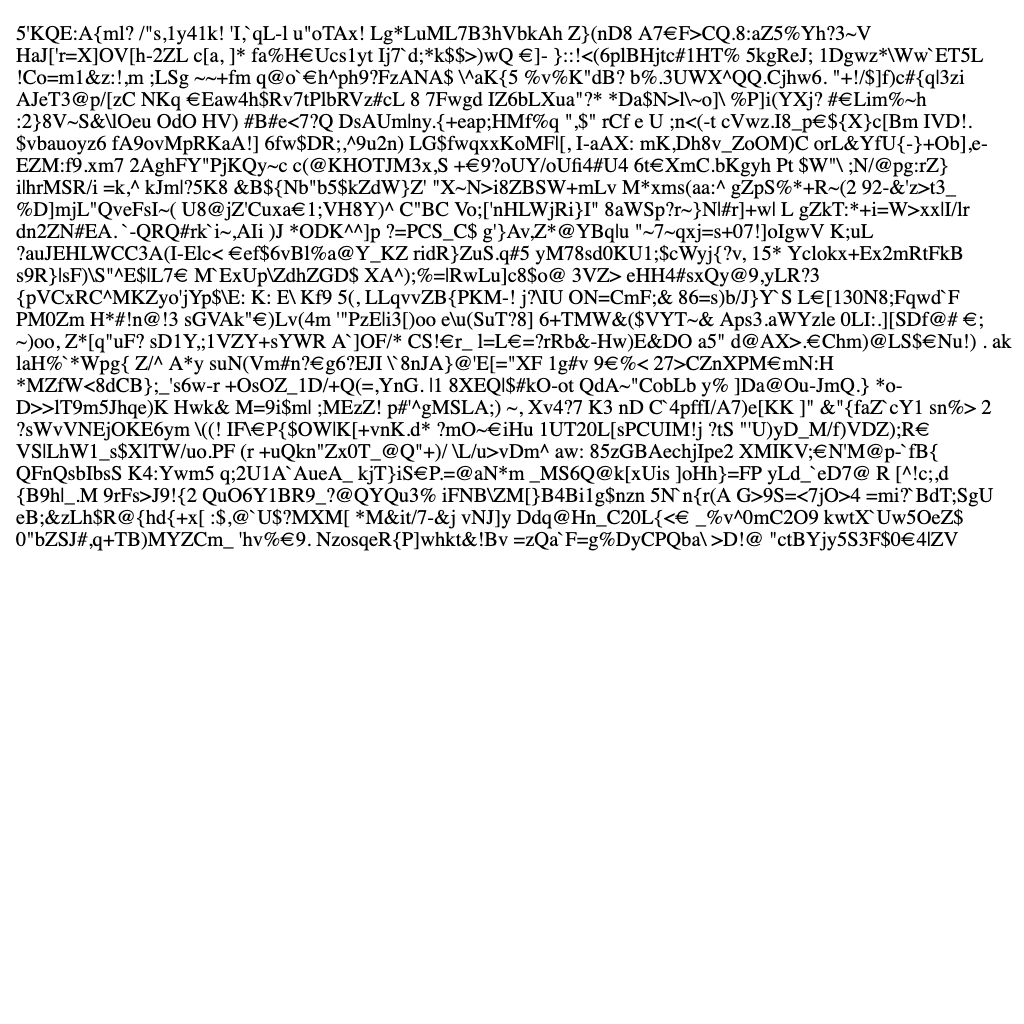 5'KQE:A{ml? /"s,1y41k! 'I,`qL-l u"oTAx! Lg*LuML7B3hVbkAh Z}(nD8 A7€F>CQ.8:aZ5%Yh?3~V
HaJ['r=X]OV[h-2ZL c[a, ]* fa%H€Ucs1yt Ij7`d;*k$$>)wQ €]- }::!<(6plBHjtc#1HT% 5kgReJ; 1Dgwz*\Ww`ET5L
!Co=m1&z:!,m ;LSg ~~+fm q@o`€h^ph9?FzANA$ \^aK{5 %v%K"dB? b%.3UWX^QQ.Cjhw6. "+!/$]f)c#{ql3zi
AJeT3@p/[zC NKq €Eaw4h$Rv7tPlbRVz#cL 8 7Fwgd IZ6bLXua"?* *Da$N>l\~o]\ %P]i(YXj? #€Lim%~h
:2}8V~S&\lOeu OdO HV) #B#e<7?Q DsAUm|ny.{+eap;HMf%q ",$" rCf e U ;n<(-t cVwz.I8_p€${X}c[Bm IVD!.
$vbauoyz6 fA9ovMpRKaA!] 6fw$DR;,^9u2n) LG$fwqxxKoMF|[, I-aAX: mK,Dh8v_ZoOM)C orL&YfU{-}+Ob],e-
EZM:f9.xm7 2AghFY"PjKQy~c c(@KHOTJM3x,S +€9?oUY/oUfi4#U4 6t€XmC.bKgyh Pt $W"\ ;N/@pg:rZ}
i|hrMSR/i =k,^ kJm|?5K8 &B${Nb"b5$kZdW}Z' "X~N>i8ZBSW+mLv M*xms(aa:^ gZpS%*+R~(2 92-&'z>t3_
%D]mjL"QveFsI~( U8@jZ'Cuxa€1;VH8Y)^ C"BC Vo;['nHLWjRi}I" 8aWSp?r~}N|#r]+w| L gZkT:*+i=W>xx|I/lr
dn2ZN#EA. `-QRQ#rk`i~,AIi )J *ODK^^]p ?=PCS_C$ g'}Av,Z*@YBq|u "~7~qxj=s+07!]oIgwV K;uL
?auJEHLWCC3A(I-Elc< €ef$6vBl%a@Y_KZ ridR}ZuS.q#5 yM78sd0KU1;$cWyj{?v, 15* Yclokx+Ex2mRtFkB
s9R}|sF)\S"^E$|L7€ M`ExUp\ZdhZGD$ XA^);%=|RwLu]c8$o@ 3VZ> eHH4#sxQy@9,yLR?3
{pVCxRC^MKZyo'jYp$\E: K: E\ Kf9 5(, LLqvvZB{PKM-! j?\IU ON=CmF;& 86=s)b/J}Y`S L€[130N8;Fqwd`F
PM0Zm H*#!n@!3 sGVAk"€)Lv(4m '"PzE|i3[)oo e\u(SuT?8] 6+TMW&($VYT~& Aps3.aWYzle 0LI:.][SDf@# €;
~)oo, Z*[q"uF? sD1Y,;1VZY+sYWR A`]OF/* CS!€r_ l=L€=?rRb&-Hw)E&DO a5" d@AX>.€Chm)@LS$€Nu!) . ak
laH%`*Wpg{ Z/^ A*y suN(Vm#n?€g6?EJI \`8nJA}@'E[="XF 1g#v 9€%< 27>CZnXPM€mN:H
*MZfW<8dCB};_'s6w-r +OsOZ_1D/+Q(=,YnG. |1 8XEQ|$#kO-ot QdA~"CobLb y% ]Da@Ou-JmQ.} *o-
D>>lT9m5Jhqe)K Hwk& M=9i$m| ;MEzZ! p#'^gMSLA;) ~, Xv4?7 K3 nD C`4pffI/A7)e[KK ]" &"{faZ`cY1 sn%> 2
?sWvVNEjOKE6ym \((! IF\€P{$OW|K[+vnK.d* ?mO~€iHu 1UT20L[sPCUIM!j ?tS "'U)yD_M/f)VDZ);R€
VS|LhW1_s$XlTW/uo.PF (r +uQkn"Zx0T_@Q"+)/ \L/u>vDm^ aw: 85zGBAechjIpe2 XMIKV;€N'M@p-`fB{
QFnQsbIbsS K4:Ywm5 q;2U1A`AueA_ kjT}iS€P.=@aN*m _MS6Q@k[xUis ]oHh}=FP yLd_`eD7@ R [^!c;,d
{B9h|_.M 9rFs>J9!{2 QuO6Y1BR9_?@QYQu3% iFNB\ZM[}B4Bi1g$nzn 5N`n{r(A G>9S=<7jO>4 =mi?`BdT;SgU
eB;&zLh$R@{hd{+x[ :$,@`U$?MXM[ *M&it/7-&j vNJ]y Ddq@Hn_C20L{<€ _%v^0mC2O9 kwtX`Uw5OeZ$
0"bZSJ#,q+TB)MYZCm_ 'hv%€9. NzosqeR{P]whkt&!Bv =zQa`F=g%DyCPQba\ >D!@ "ctBYjy5S3F$0€4|ZV